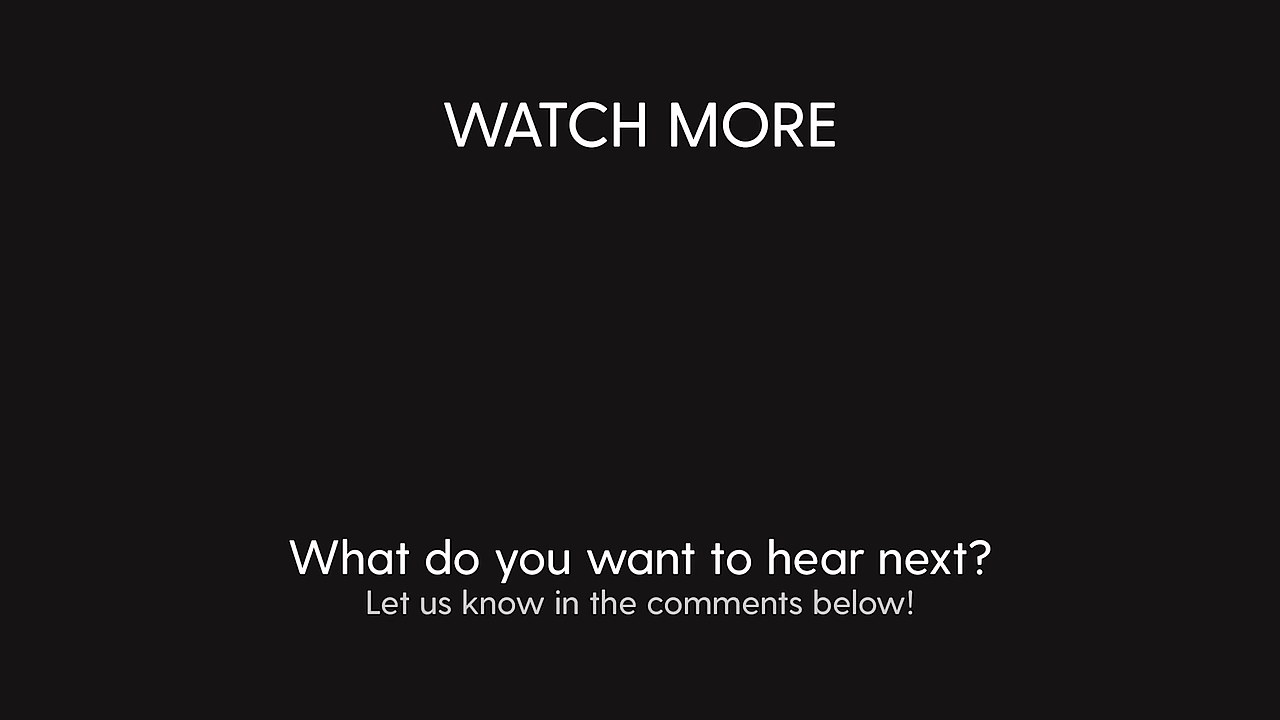 WATCH MORE
What do you want to hear next?
Let us know in the comments below!